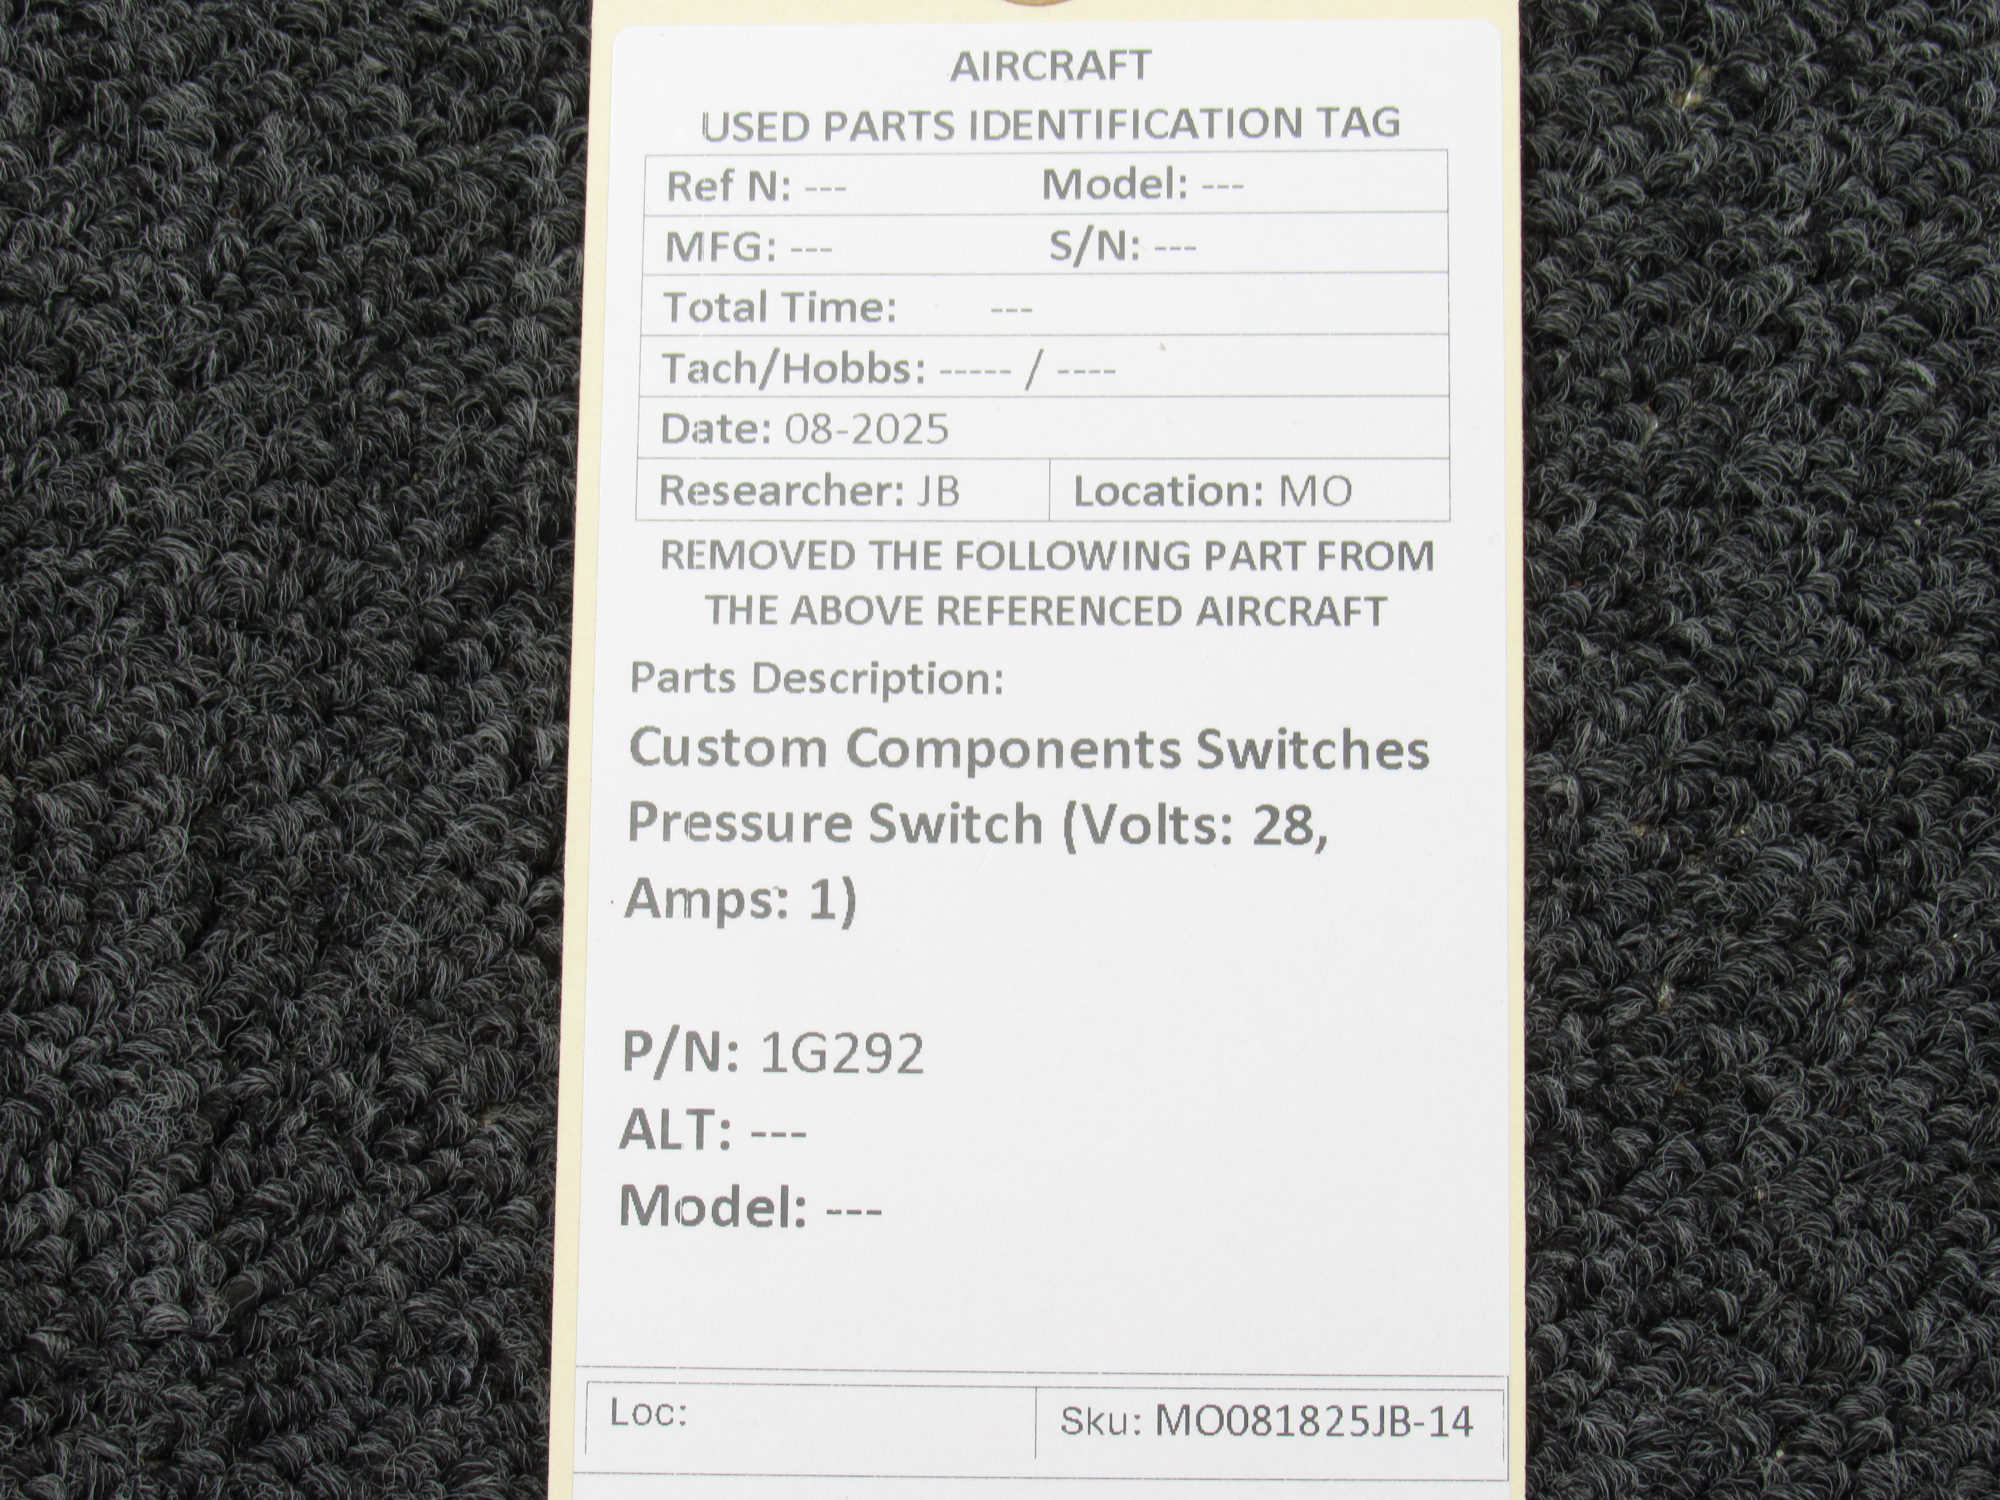 AIRCRAFT
USED PARTS IDENTIFICATION TAG
Ref N: --- Model: ---
MFG: --- S/N: ---
Total Time: ---
Tach/Hobbs: ----- / ----
Date: 08-2025
Researcher: JB Location: MO
REMOVED THE FOLLOWING PART FROM
THE ABOVE REFERENCED AIRCRAFT
Parts Description:
Custom Components Switches
Pressure Switch (Volts: 28,
Amps: 1)
P/N: 1G292
ALT: ---
Model: ---
Loc: Sku: MO081825JB-14